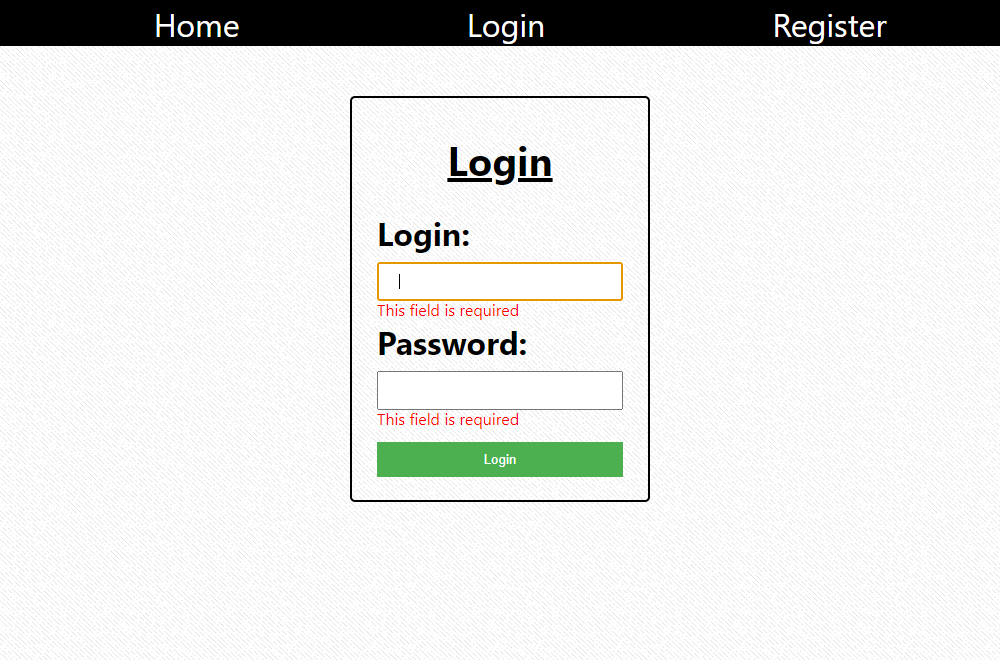 Home Login Register
Login
Login:
This field is required
Password:
This field is required
Login